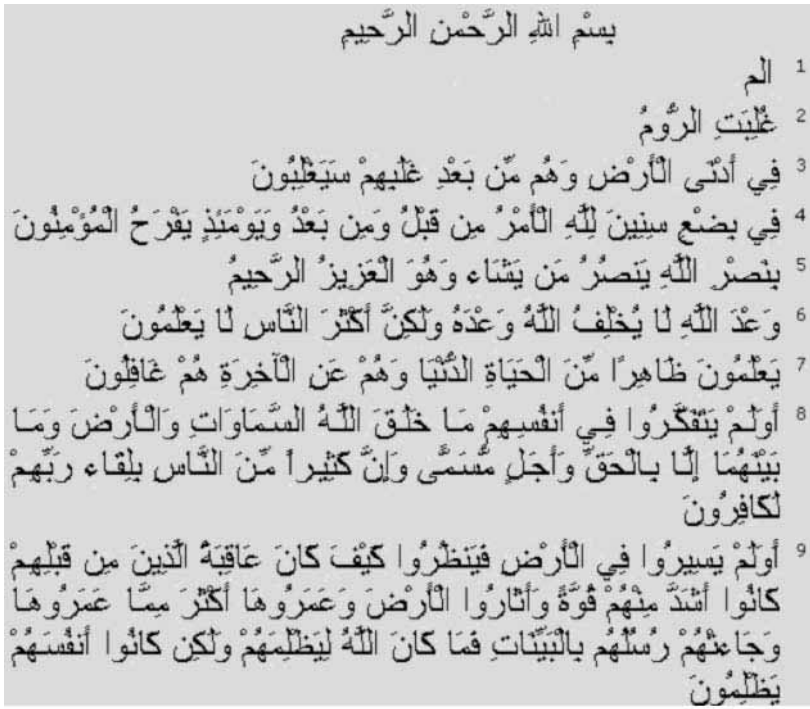 بِسْمِ اللّهِ الرَّحْمنِ الرَّحِيمِ
1 الم
2 غُلِبَتِ الرُّومُ
3 فِي أَدْنَى الْأَرْضِ وَهُم مِّن بَعْدِ غَلَبِهِمْ سَيَغْلِبُونَ
4 فِي بِضْعِ سِنِينَ لِلَّهِ الْأَمْرُ مِن قَبْلُ وَمِن بَعْدُ وَيَوْمَئِذٍ يَفْرَحُ الْمُؤْمِنُونَ
5 بِنَصْرِ اللَّهِ يَنصُرُ مَن يَشَاء وَهُوَ الْعَزِيزُ الرَّحِيمُ
6 وَعْدَ اللَّهِ لَا يُخْلِفُ اللَّهُ وَعْدَهُ وَلَكِنَّ أَكْثَرَ النَّاسِ لَا يَعْلَمُونَ
7 يَعْلَمُونَ ظَاهِرًا مِّنَ الْحَيَاةِ الدُّنْيَا وَهُمْ عَنِ الْآخِرَةِ هُمْ غَافِلُونَ
8 أَوَلَمْ يَتَفَكَّرُوا فِي أَنفُسِهِمْ مَا خَلَقَ اللَّهُ السَّمَاوَاتِ وَالْأَرْضَ وَمَا
بَيْنَهُمَا إِلَّا بِالْحَقِّ وَأَجَلٍ مُّسَمًّى وَإِنَّ كَثِيراً مِّنَ النَّاسِ بِلِقَاء رَبِّهِمْ
لَكَافِرُونَ
9 أَوَلَمْ يَسِيرُوا فِي الْأَرْضِ فَيَنظُرُوا كَيْفَ كَانَ عَاقِبَةُ الَّذِينَ مِن قَبْلِهِمْ
كَانُوا أَشَدَّ مِنْهُمْ قُوَّةً وَأَثَارُوا الْأَرْضَ وَعَمَرُوهَا أَكْثَرَ مِمَّا عَمَرُوهَا
وَجَاءتْهُمْ رُسُلُهُم بِالْبَيِّنَاتِ فَمَا كَانَ اللَّهُ لِيَظْلِمَهُمْ وَلَكِن كَانُوا أَنفُسَهُمْ
يَظْلِمُونَ